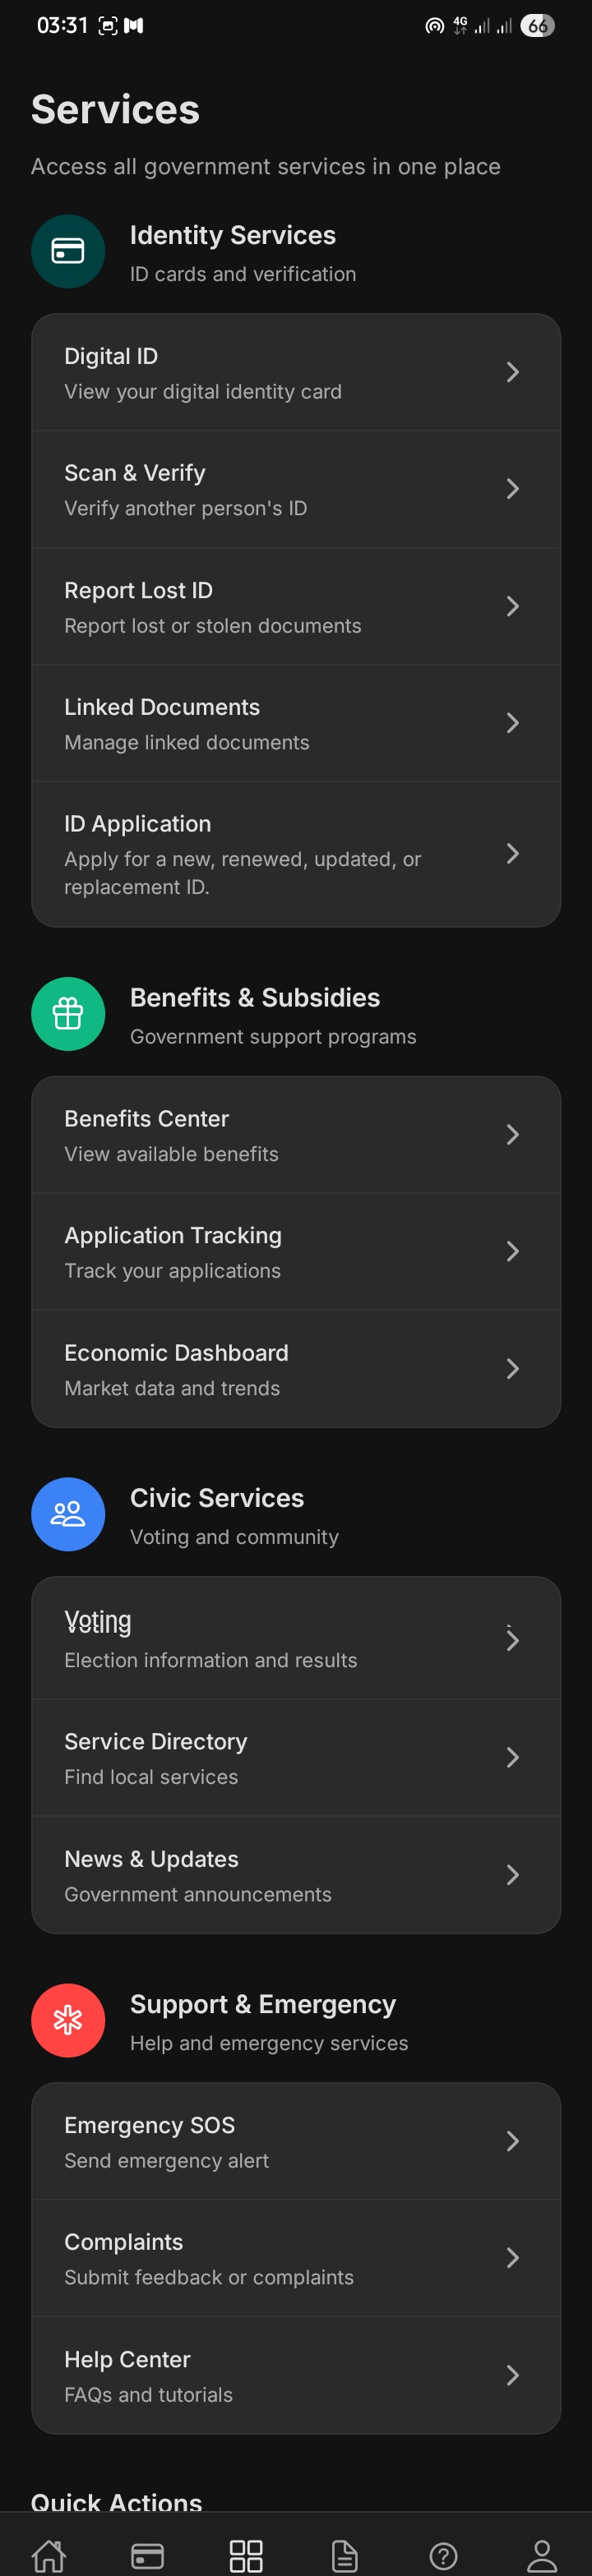 03:31
4G
66
Services
Access all government services in one place
Identity Services
ID cards and verification
Digital ID
View your digital identity card
Scan & Verify
Verify another person's ID
Report Lost ID
Report lost or stolen documents
Linked Documents
Manage linked documents
ID Application
Apply for a new, renewed, updated, or
replacement ID.
Benefits & Subsidies
Government support programs
Benefits Center
View available benefits
Application Tracking
Track your applications
Economic Dashboard
Market data and trends
Civic Services
Voting and community
Voting
Election information and results
Service Directory
Find local services
News & Updates
Government announcements
Support & Emergency
Help and emergency services
Emergency SOS
Send emergency alert
Complaints
Submit feedback or complaints
Help Center
FAQs and tutorials
Quick Actions